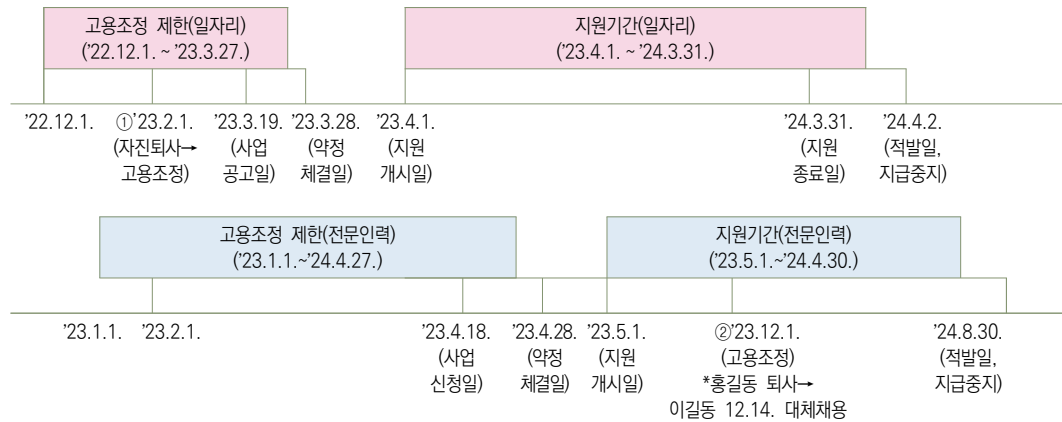 고용조정 제한(일자리)
('22.12.1. ~ '23.3.27.)
지원기간(일자리)
('23.4.1. ~ '24.3.31.)
'22.12.1.
①'23.2.1.
(자진퇴사→
고용조정)
'23.3.19.
(사업
공고일)
'23.3.28.
(약정
체결일)
'23.4.1.
(지원
개시일)
'24.3.31.
(지원
종료일)
'24.4.2.
(적발일,
지급중지)
고용조정 제한(전문인력)
('23.1.1.~'24.4.27.)
지원기간(전문인력)
('23.5.1.~'24.4.30.)
'23.1.1.
'23.2.1.
'23.4.18.
(사업
신청일)
'23.4.28.
(약정
체결일)
'23.5.1.
(지원
개시일)
②'23.12.1.
(고용조정)
*홍길동 퇴사→
이길동 12.14. 대체채용
'24.8.30.
(적발일,
지급중지)